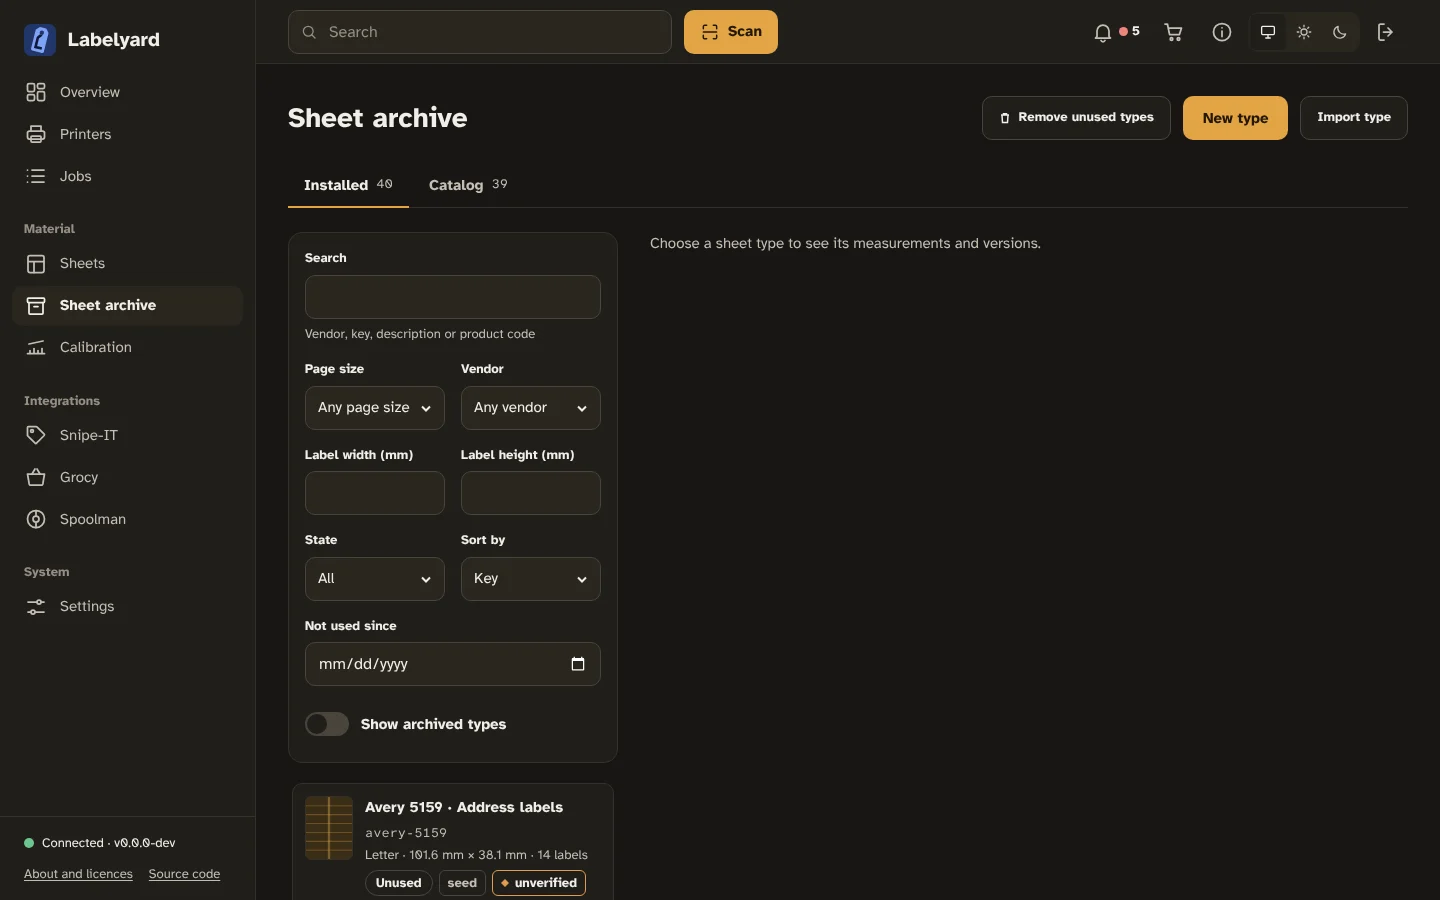 Labelyard
Search
Scan
5
Overview
Printers
Jobs
Material
Sheets
Sheet archive
Calibration
Integrations
Snipe-IT
Grocy
Spoolman
System
Settings
Connected · v0.0.0-dev
About and licences
Source code
Sheet archive
Remove unused types
New type
Import type
Installed 40
Catalog 39
Search
Vendor, key, description or product code
Page size
Vendor
Any page size
Any vendor
Label width (mm)
Label height (mm)
State
Sort by
All
Key
Not used since
mm/dd/yyyy
Show archived types
Avery 5159 · Address labels
avery-5159
Letter · 101.6 mm × 38.1 mm · 14 labels
Unused
seed
unverified
Choose a sheet type to see its measurements and versions.